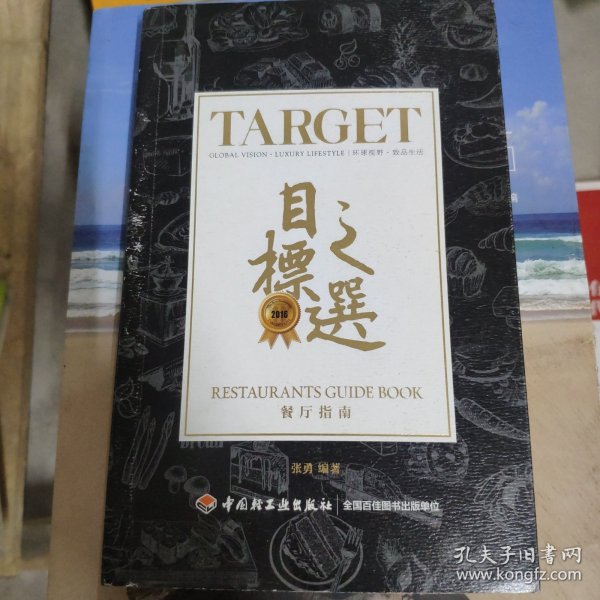 TARGET
GLOBAL VISION · LUXURY LIFESTYLE | 环球视野 · 致品生活
目標
之選
2016
RESTAURANTS GUIDE BOOK
餐厅指南
张勇 编著
中国轻工业出版社 | 全国百佳图书出版单位
孔夫子旧书网
www.kongfz.com